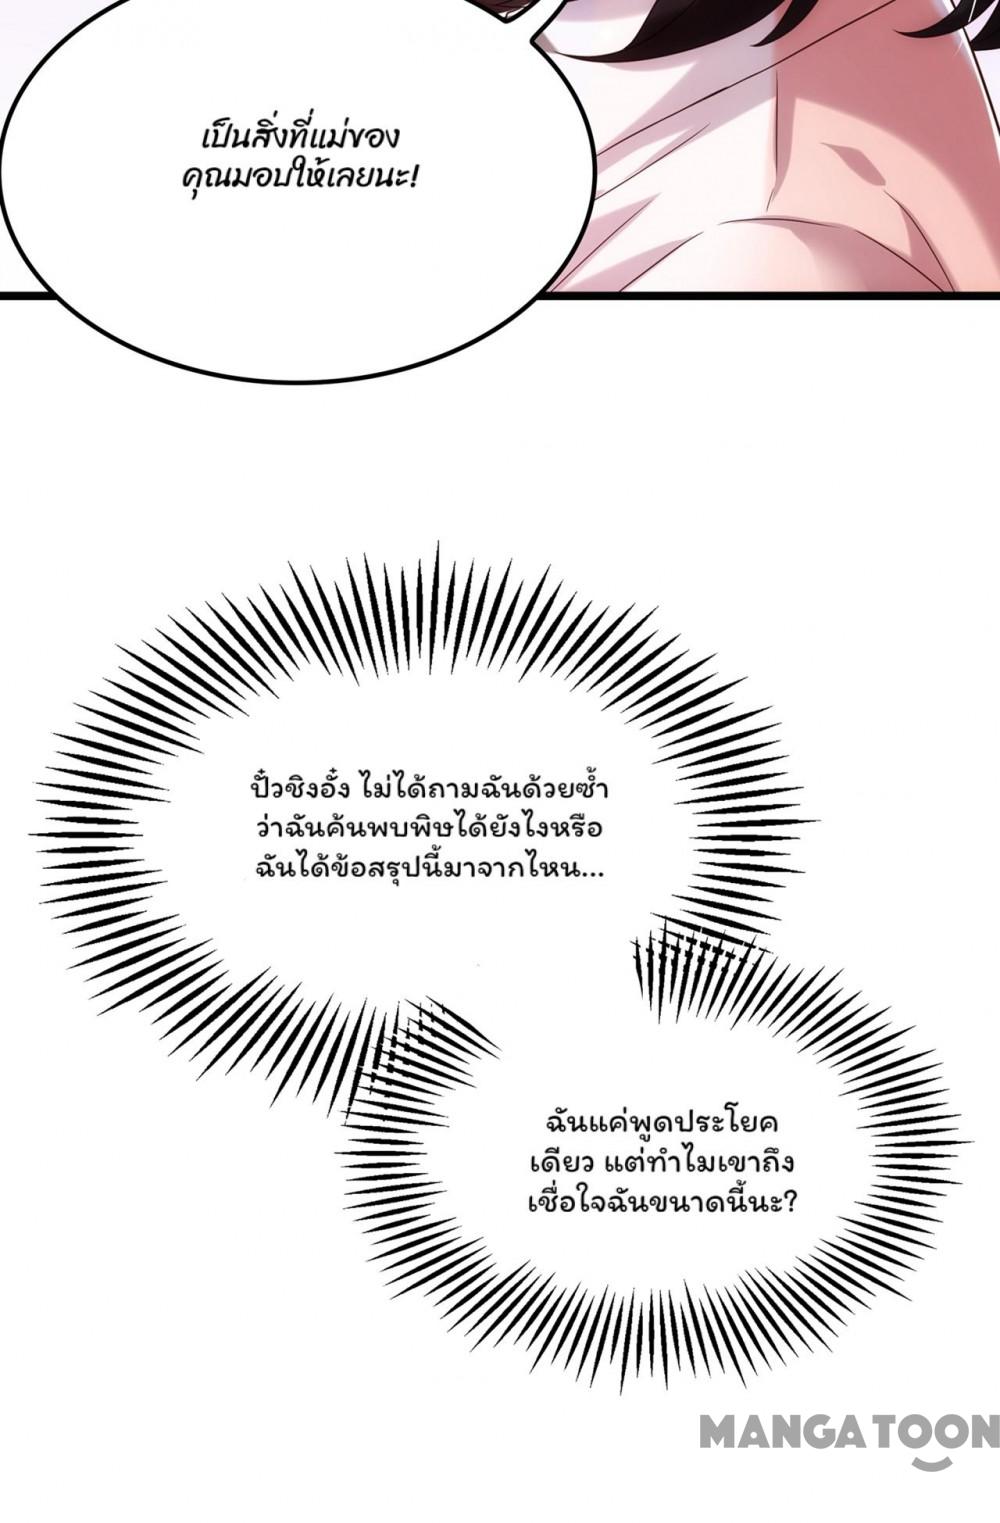 เป็นสิ่งที่แม่ของ
คุณมอบให้เลยนะ!
ปั๋วชิงอั๋ง ไม่ได้ถามฉันด้วยซ้ำ
ว่าฉันค้นพบพิษได้ยังไงหรือ
ฉันได้ข้อสรุปนี้มาจากไหน...
ฉันแค่พูดประโยค
เดียว แต่ทำไมเขาถึง
เชื่อใจฉันขนาดนี้นะ?
MANGATOON